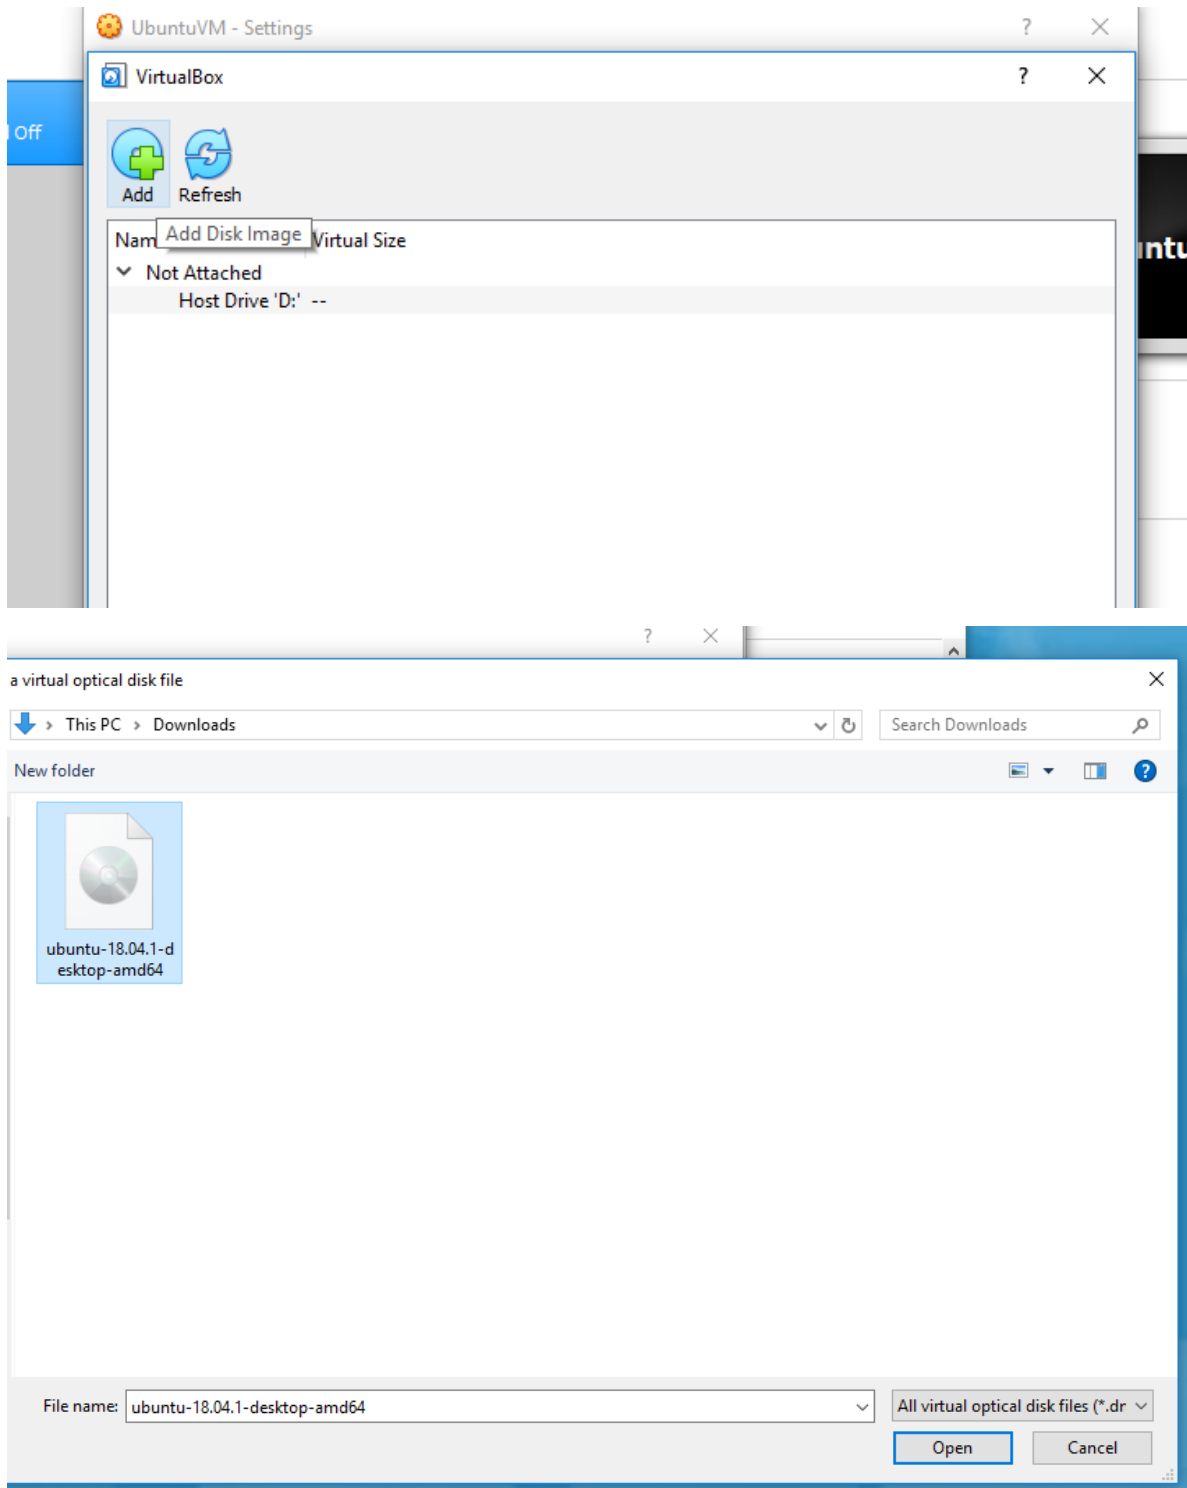 UbuntuVM - Settings
?
VirtualBox
?
Off
Add
Refresh
Add Disk Image
Nam
Virtual Size
Not Attached
Host Drive 'D:' --
ntu
?
a virtual optical disk file
This PC > Downloads
Search Downloads
New folder
?
ubuntu-18.04.1-d
esktop-amd64
File name: ubuntu-18.04.1-desktop-amd64
All virtual optical disk files (*.dr
Open
Cancel